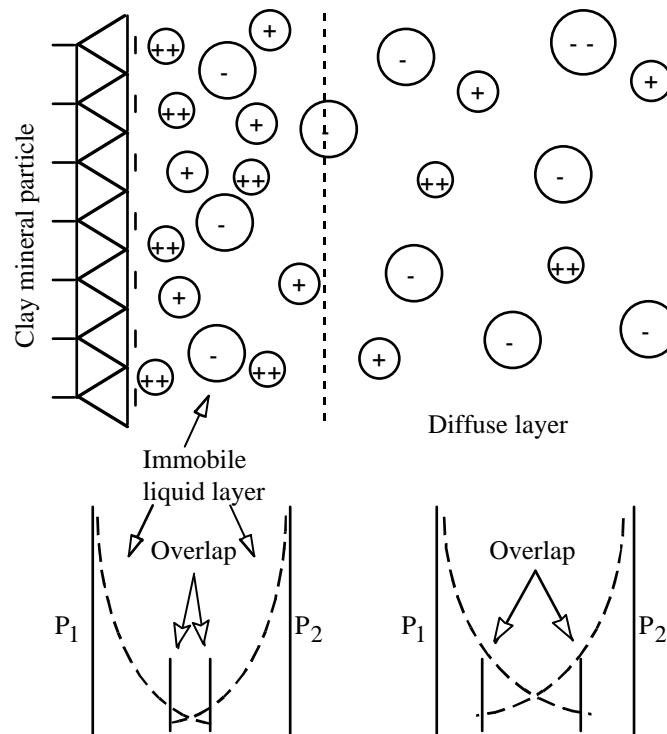 Clay mineral particle
++
+
-
- -
-
+
+
++
+
-
+
++
++
-
-
++
-
++
+
+
-
-
-
-
+
++
++
Diffuse layer
Immobile
liquid layer
Overlap
Overlap
P1
P2
P1
P2